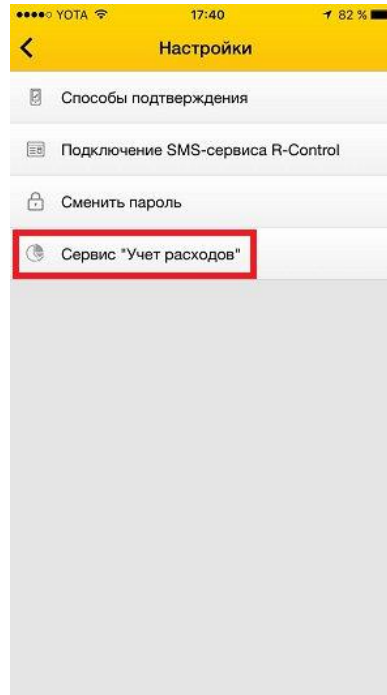 YOTA 17:40 82 %
Настройки
Способы подтверждения
Подключение SMS-сервиса R-Control
Сменить пароль
Сервис "Учет расходов"